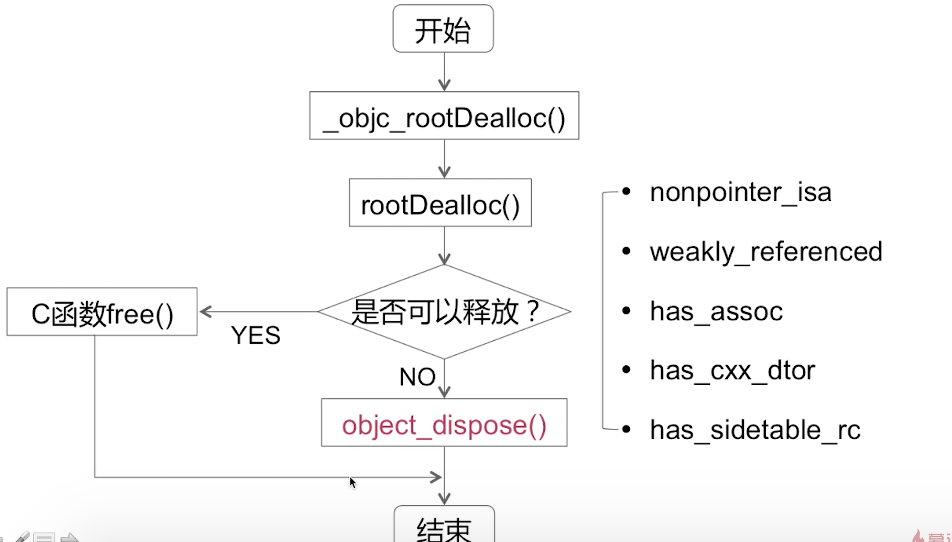 开始
_objc_rootDealloc()
rootDealloc()
是否可以释放？
YES
C函数free()
NO
object_dispose()
结束
• nonpointer_isa
• weakly_referenced
• has_assoc
• has_cxx_dtor
• has_sidetable_rc